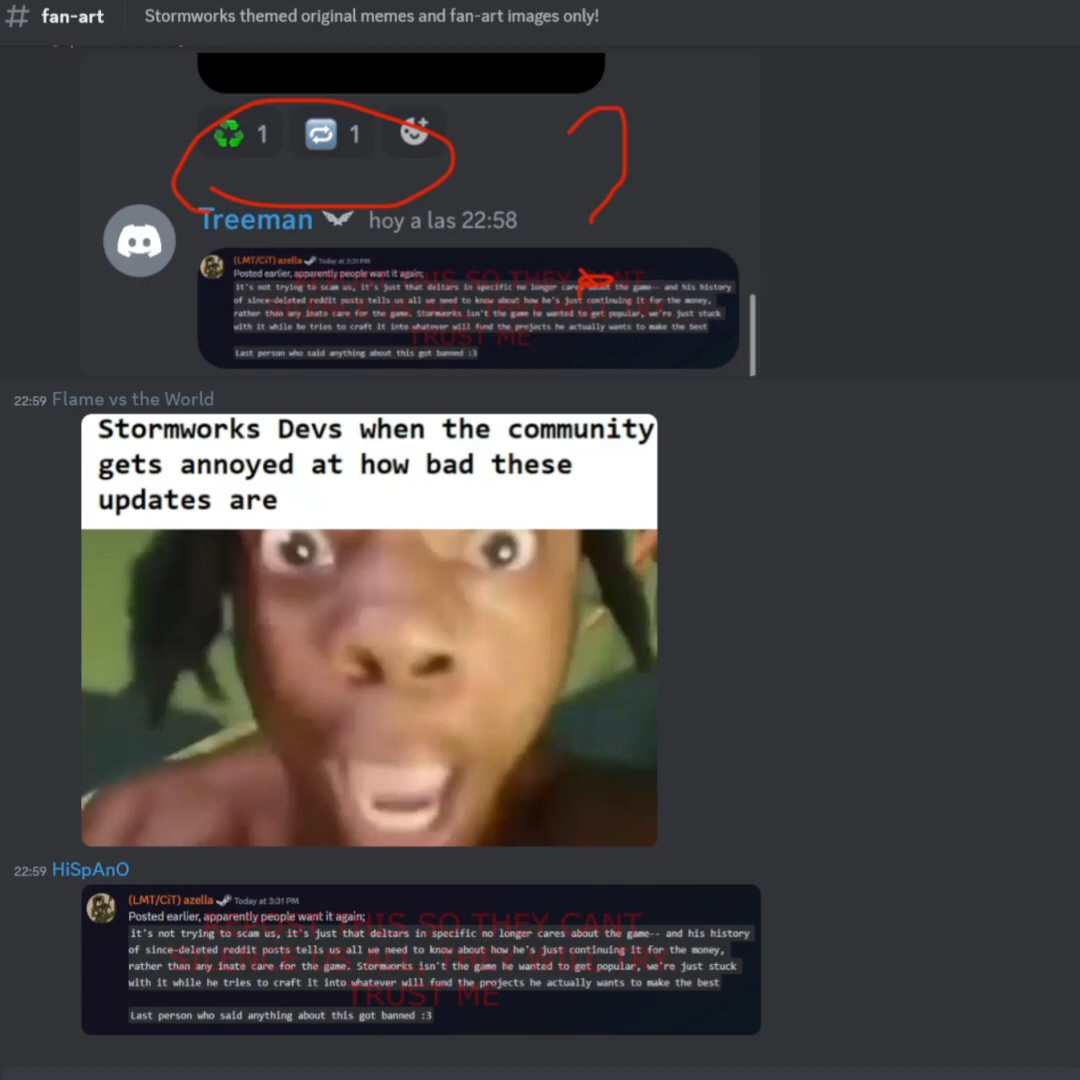 # fan-art Stormworks themed original memes and fan-art images only!
1 1
Treeman hoy a las 22:58
(LMT/CiT) azella Today at 3:31 PM
Posted earlier, apparently people want it again;
it's not trying to scam us, it's just that deltars in specific no longer cares about the game-- and his history
of since-deleted reddit posts tells us all we need to know about how he's just continuing it for the money,
rather than any inate care for the game. Stormworks isn't the game he wanted to get popular, we're just stuck
with it while he tries to craft it into whatever will fund the projects he actually wants to make the best
TRUST ME
Last person who said anything about this got banned :3
22:59 Flame vs the World
Stormworks Devs when the community
gets annoyed at how bad these
updates are
22:59 HiSpAnO
(LMT/CiT) azella Today at 3:31 PM
Posted earlier, apparently people want it again;
THIS SO THEY CANT
it's not trying to scam us, it's just that deltars in specific no longer cares about the game-- and his history
of since-deleted reddit posts tells us all we need to know about how he's just continuing it for the money,
rather than any inate care for the game. Stormworks isn't the game he wanted to get popular, we're just stuck
with it while he tries to craft it into whatever will fund the projects he actually wants to make the best
TRUST ME
Last person who said anything about this got banned :3